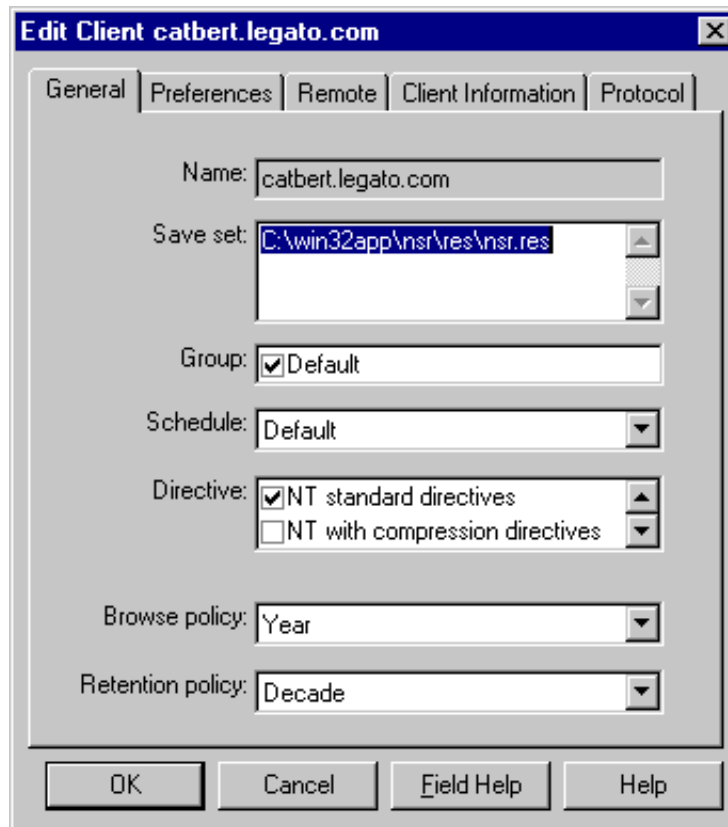 Edit Client catbert.legato.com
General Preferences Remote Client Information Protocol
Name: catbert.legato.com
Save set: C:\win32app\nsr\res\nsr.res
Group: Default
Schedule: Default
Directive: NT standard directives
NT with compression directives
Browse policy: Year
Retention policy: Decade
OK Cancel Field Help Help